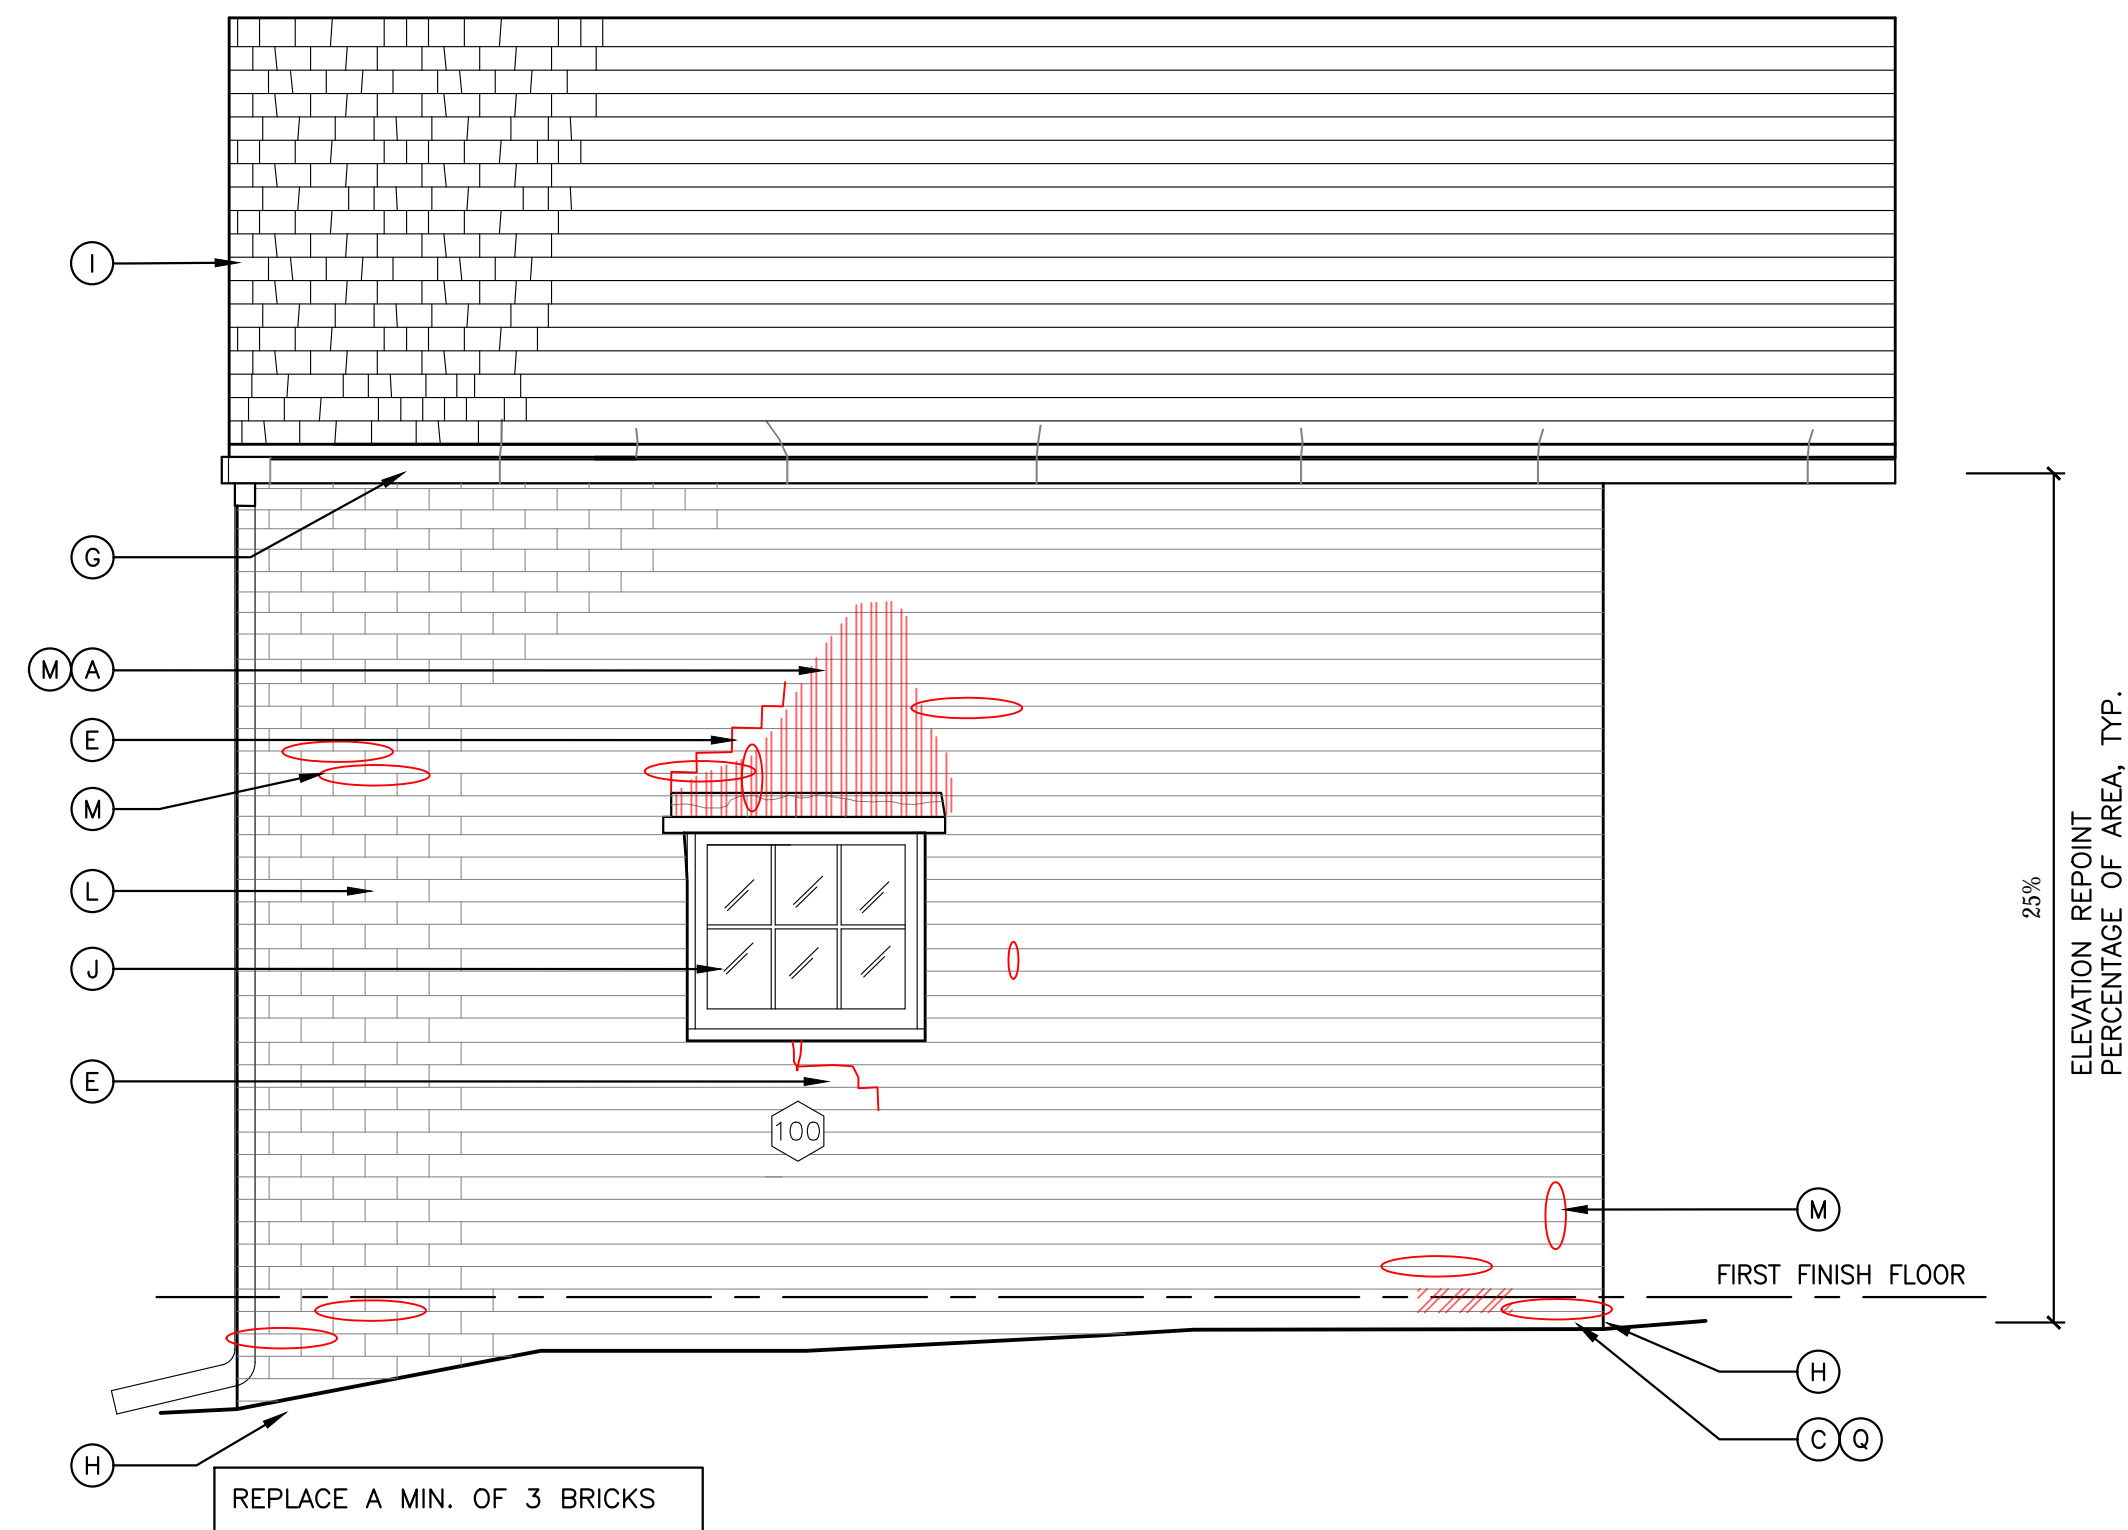 I
G
M A
E
M
L
J
E
100
M
FIRST FINISH FLOOR
H
C Q
H
REPLACE A MIN. OF 3 BRICKS
25%
ELEVATION REPOINT
PERCENTAGE OF AREA, TYP.